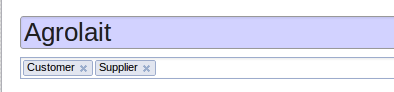 Agrolait
Customer × Supplier ×